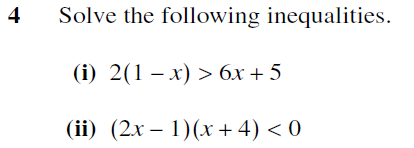 4 Solve the following inequalities.
(i) 2(1 – x) > 6x + 5
(ii) (2x – 1)(x + 4) < 0